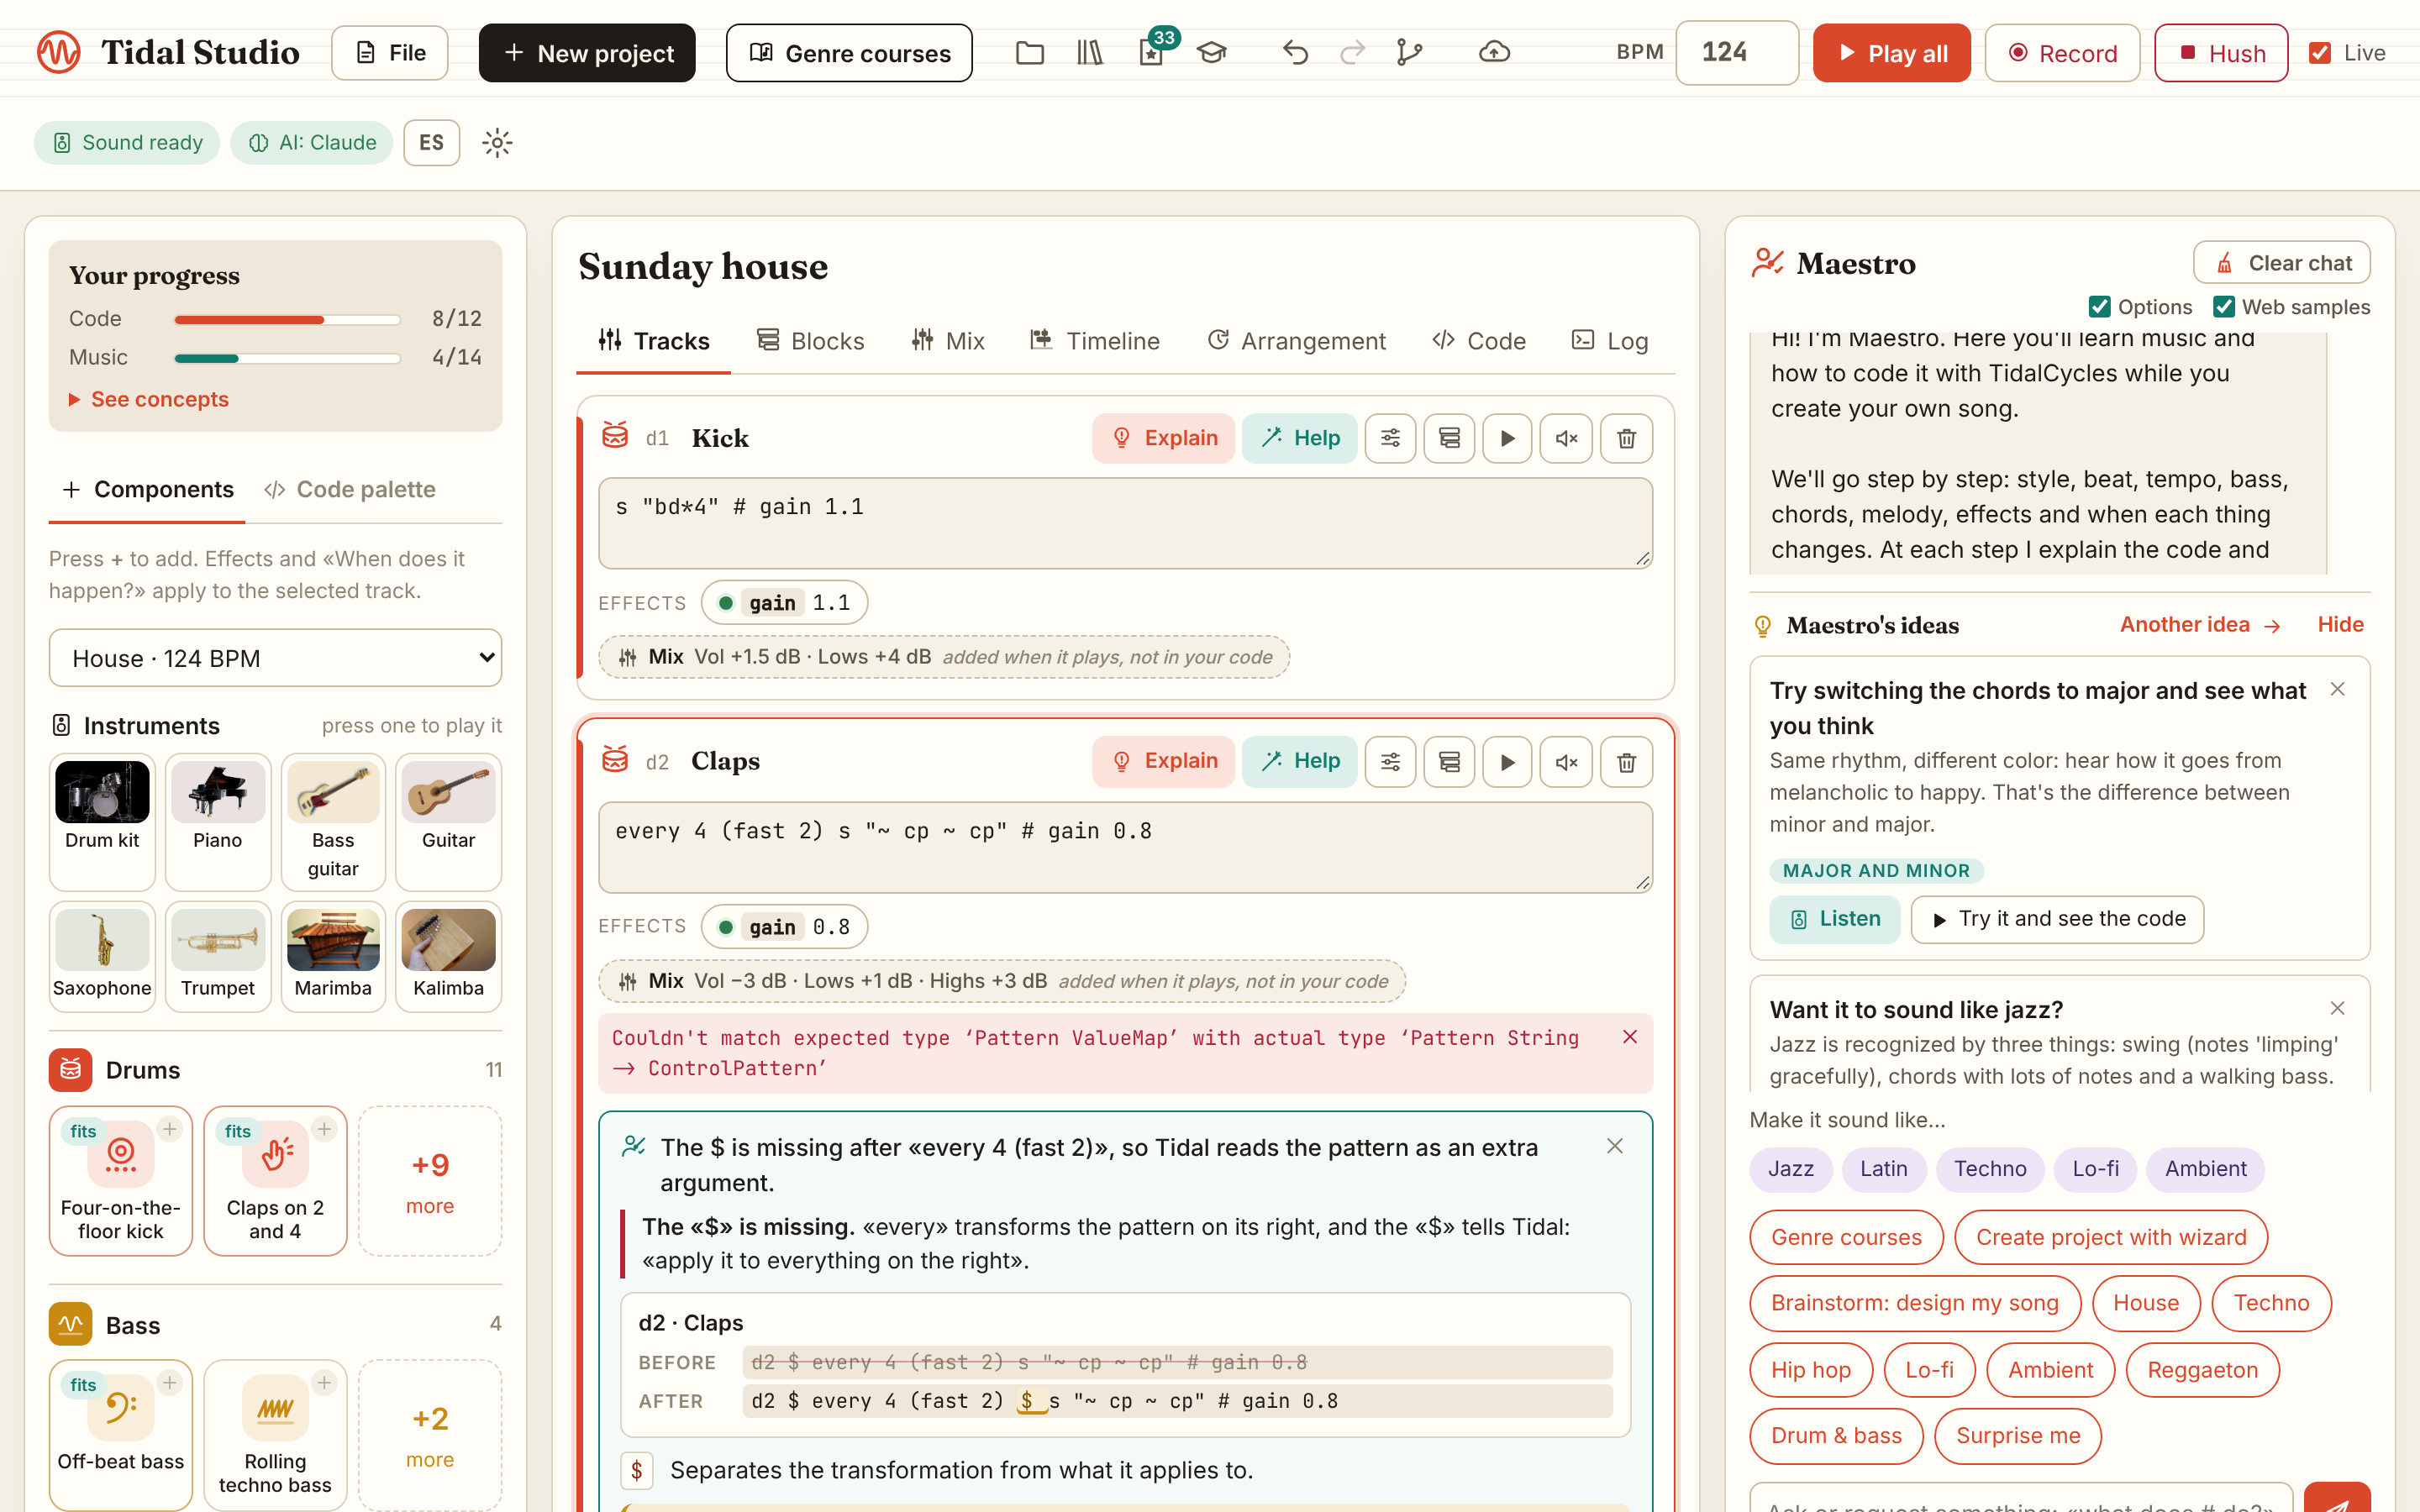 Tidal Studio
File
New project
Genre courses
33
BPM
124
Play all
Record
Hush
Live
Sound ready
AI: Claude
ES
Your progress
Code 8/12
Music 4/14
See concepts
Components
Code palette
Press + to add. Effects and «When does it
happen?» apply to the selected track.
House · 124 BPM
Instruments
press one to play it
Drum kit
Piano
Bass
guitar
Guitar
Saxophone
Trumpet
Marimba
Kalimba
Drums
11
fits
Four-on-the-
floor kick
fits
Claps on 2
and 4
+9
more
Bass
4
fits
Off-beat bass
Rolling
techno bass
+2
more
Sunday house
Tracks
Blocks
Mix
Timeline
Arrangement
Code
Log
d1 Kick
Explain
Help
s "bd*4" # gain 1.1
EFFECTS
gain 1.1
Mix Vol +1.5 dB · Lows +4 dB added when it plays, not in your code
d2 Claps
Explain
Help
every 4 (fast 2) s "~ cp ~ cp" # gain 0.8
EFFECTS
gain 0.8
Mix Vol −3 dB · Lows +1 dB · Highs +3 dB added when it plays, not in your code
Couldn't match expected type ‘Pattern ValueMap’ with actual type ‘Pattern String
-> ControlPattern’
The $ is missing after «every 4 (fast 2)», so Tidal reads the pattern as an extra
argument.
The «$» is missing. «every» transforms the pattern on its right, and the «$» tells Tidal:
«apply it to everything on the right».
d2 · Claps
BEFORE d2 $ every 4 (fast 2) s "~ cp ~ cp" # gain 0.8
AFTER d2 $ every 4 (fast 2) $ s "~ cp ~ cp" # gain 0.8
$ Separates the transformation from what it applies to.
Maestro
Clear chat
Options
Web samples
Hi! I'm Maestro. Here you'll learn music and
how to code it with TidalCycles while you
create your own song.
We'll go step by step: style, beat, tempo, bass,
chords, melody, effects and when each thing
changes. At each step I explain the code and
Maestro's ideas
Another idea →
Hide
Try switching the chords to major and see what
you think
Same rhythm, different color: hear how it goes from
melancholic to happy. That's the difference between
minor and major.
MAJOR AND MINOR
Listen
Try it and see the code
Want it to sound like jazz?
Jazz is recognized by three things: swing (notes 'limping'
gracefully), chords with lots of notes and a walking bass.
Make it sound like...
Jazz
Latin
Techno
Lo-fi
Ambient
Genre courses
Create project with wizard
Brainstorm: design my song
House
Techno
Hip hop
Lo-fi
Ambient
Reggaeton
Drum & bass
Surprise me
Ask or request something: «what does # do?»